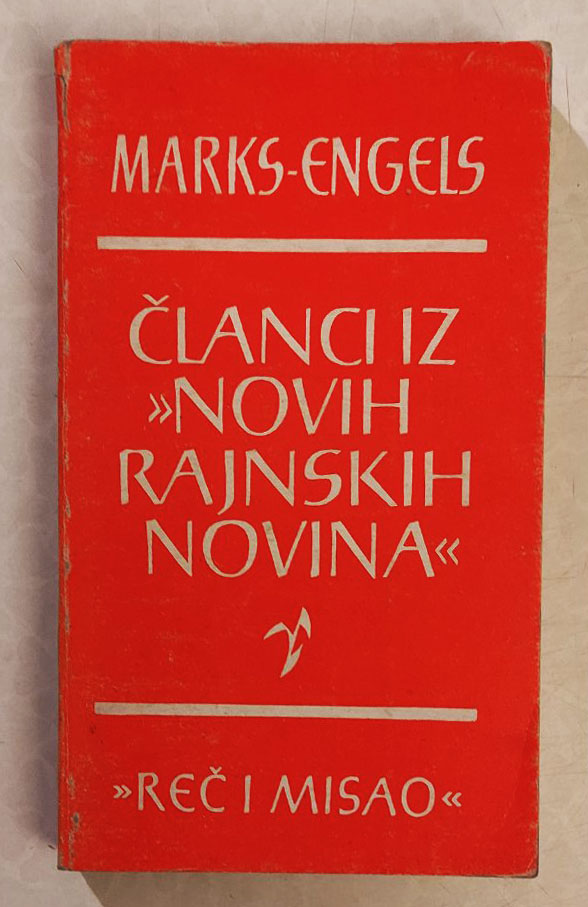 MARKS-ENGELS
ČLANCI IZ
»NOVIH
RAJNSKIH
NOVINA«
»REČ I MISAO«